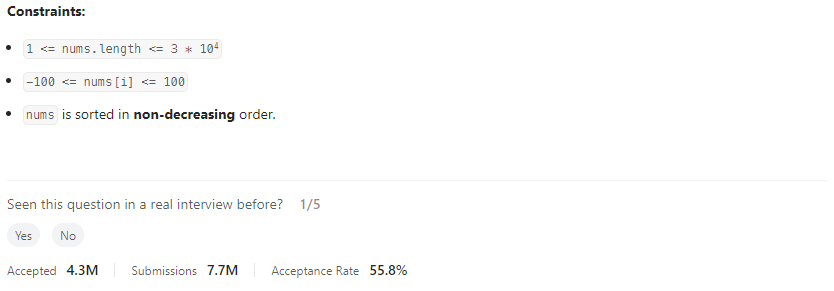 Constraints:
1 <= nums.length <= 3 * 10⁴
-100 <= nums[i] <= 100
nums is sorted in non-decreasing order.
Seen this question in a real interview before? 1/5
Yes No
Accepted 4.3M Submissions 7.7M Acceptance Rate 55.8%